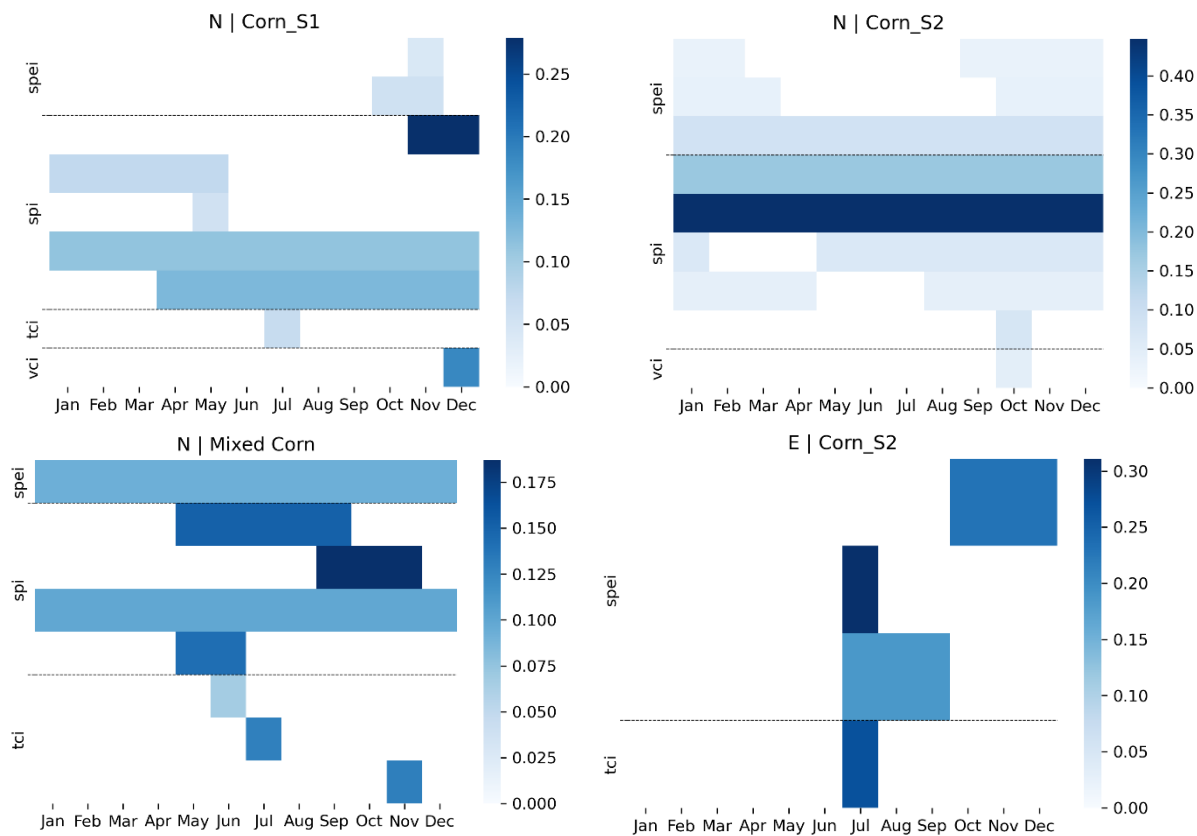 N | Corn_S1
spei
spi
tci
vci
0.25
0.20
0.15
0.10
0.05
0.00
Jan Feb Mar Apr May Jun Jul Aug Sep Oct Nov Dec
N | Corn_S2
spei
spi
vci
0.40
0.35
0.30
0.25
0.20
0.15
0.10
0.05
0.00
Jan Feb Mar Apr May Jun Jul Aug Sep Oct Nov Dec
N | Mixed Corn
spei
spi
tci
0.175
0.150
0.125
0.100
0.075
0.050
0.025
0.000
Jan Feb Mar Apr May Jun Jul Aug Sep Oct Nov Dec
E | Corn_S2
spei
tci
0.30
0.25
0.20
0.15
0.10
0.05
0.00
Jan Feb Mar Apr May Jun Jul Aug Sep Oct Nov Dec